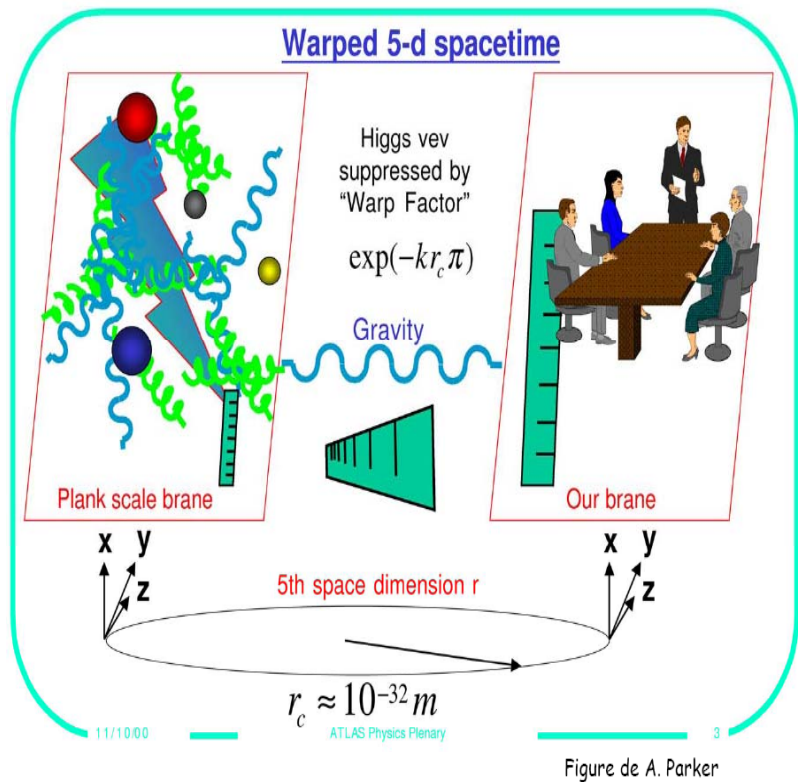 Warped 5-d spacetime
Higgs vev
suppressed by
“Warp Factor”
exp(−kr_cπ)
Gravity
Plank scale brane
Our brane
x y
z
x y
z
5th space dimension r
r_c ≈ 10⁻³² m
11/10/00
ATLAS Physics Plenary
3
Figure de A. Parker